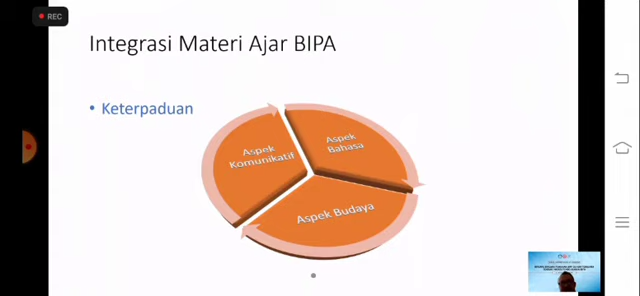 REC
Integrasi Materi Ajar BIPA
• Keterpaduan
Aspek
Komunikatif
Aspek
Bahasa
Aspek Budaya